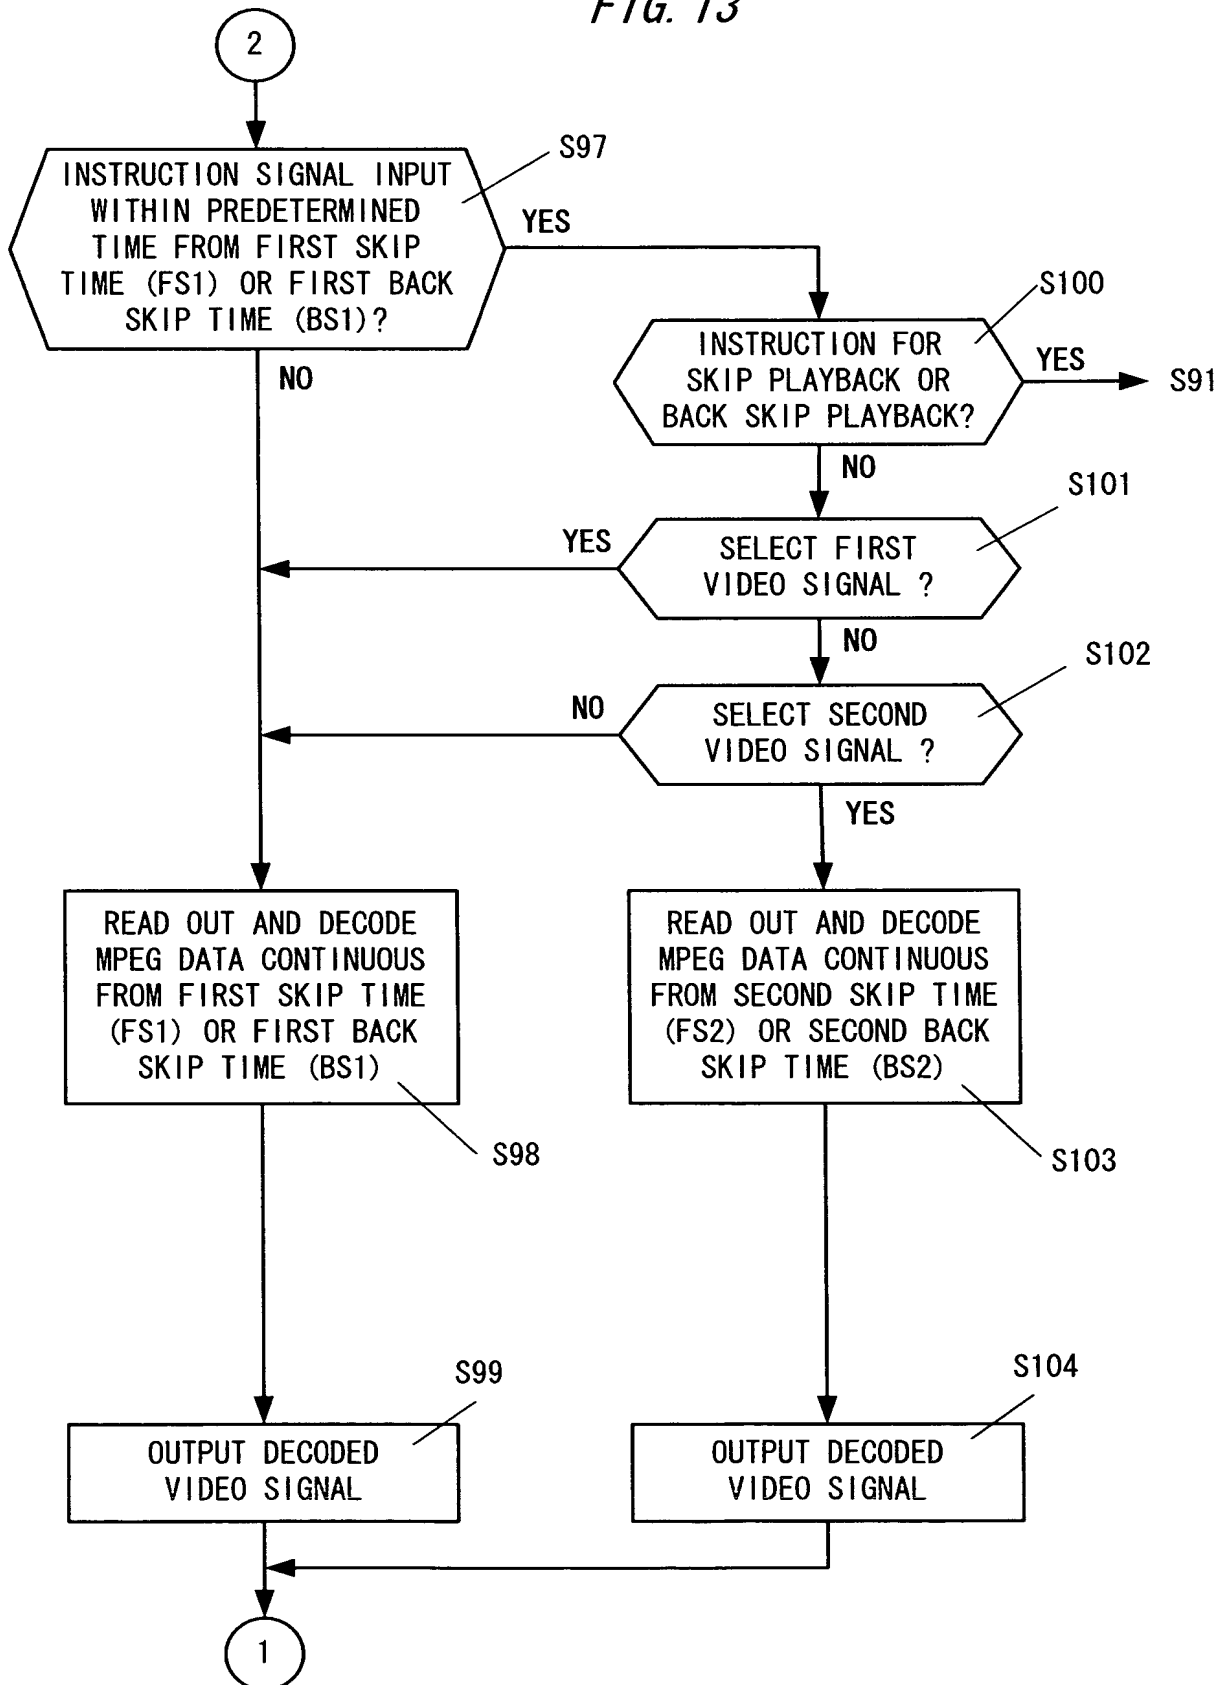 FIG. 13
2
S97
INSTRUCTION SIGNAL INPUT
WITHIN PREDETERMINED
TIME FROM FIRST SKIP
TIME (FS1) OR FIRST BACK
SKIP TIME (BS1)?
YES
NO
S100
INSTRUCTION FOR
SKIP PLAYBACK OR
BACK SKIP PLAYBACK?
YES
S91
NO
S101
SELECT FIRST
VIDEO SIGNAL ?
YES
NO
S102
SELECT SECOND
VIDEO SIGNAL ?
NO
YES
READ OUT AND DECODE
MPEG DATA CONTINUOUS
FROM FIRST SKIP TIME
(FS1) OR FIRST BACK
SKIP TIME (BS1)
S98
READ OUT AND DECODE
MPEG DATA CONTINUOUS
FROM SECOND SKIP TIME
(FS2) OR SECOND BACK
SKIP TIME (BS2)
S103
S99
OUTPUT DECODED
VIDEO SIGNAL
S104
OUTPUT DECODED
VIDEO SIGNAL
1